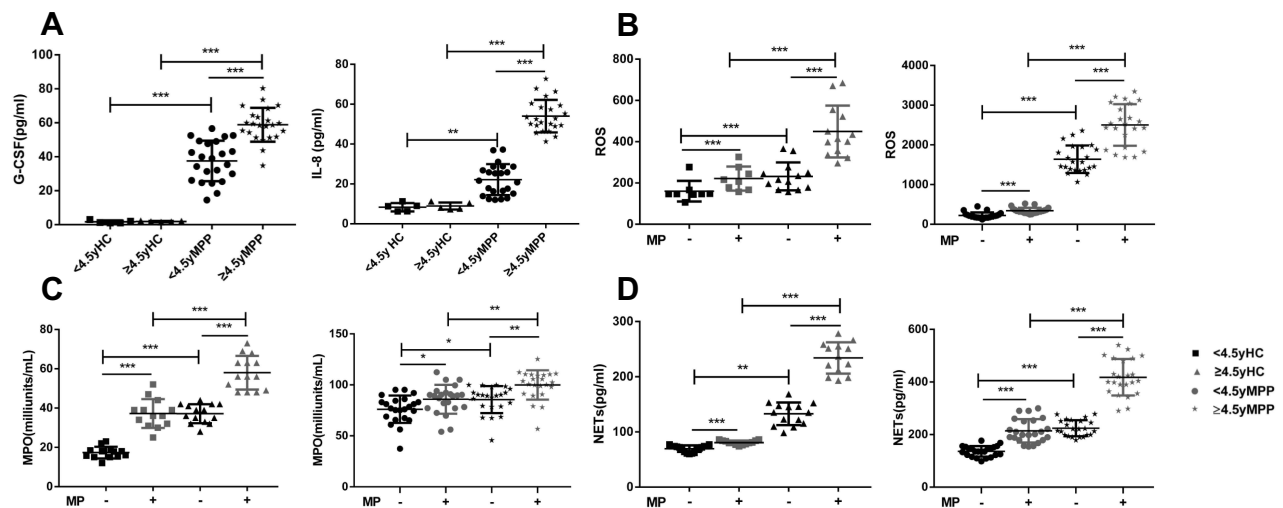 A
G-CSF(pg/ml)
100
80
60
40
20
0
***
***
***
<4.5yHC
≥4.5yHC
<4.5yMPP
≥4.5yMPP
IL-8 (pg/ml)
80
60
40
20
0
***
***
**
<4.5y HC
≥4.5yHC
<4.5yMPP
≥4.5yMPP
B
ROS
800
600
400
200
0
***
***
***
***
MP - + - +
ROS
4000
3000
2000
1000
0
***
***
***
***
MP - + - +
C
MPO(milliunits/mL)
80
60
40
20
0
***
***
***
***
MP - + - +
MPO(milliunits/mL)
150
100
50
0
**
**
*
*
- + - +
D
NETs(pg/ml)
300
200
100
0
***
***
**
***
MP - + - +
NETs(pg/ml)
600
400
200
0
***
***
***
***
MP - + - +
<4.5yHC
≥4.5yHC
<4.5yMPP
≥4.5yMPP